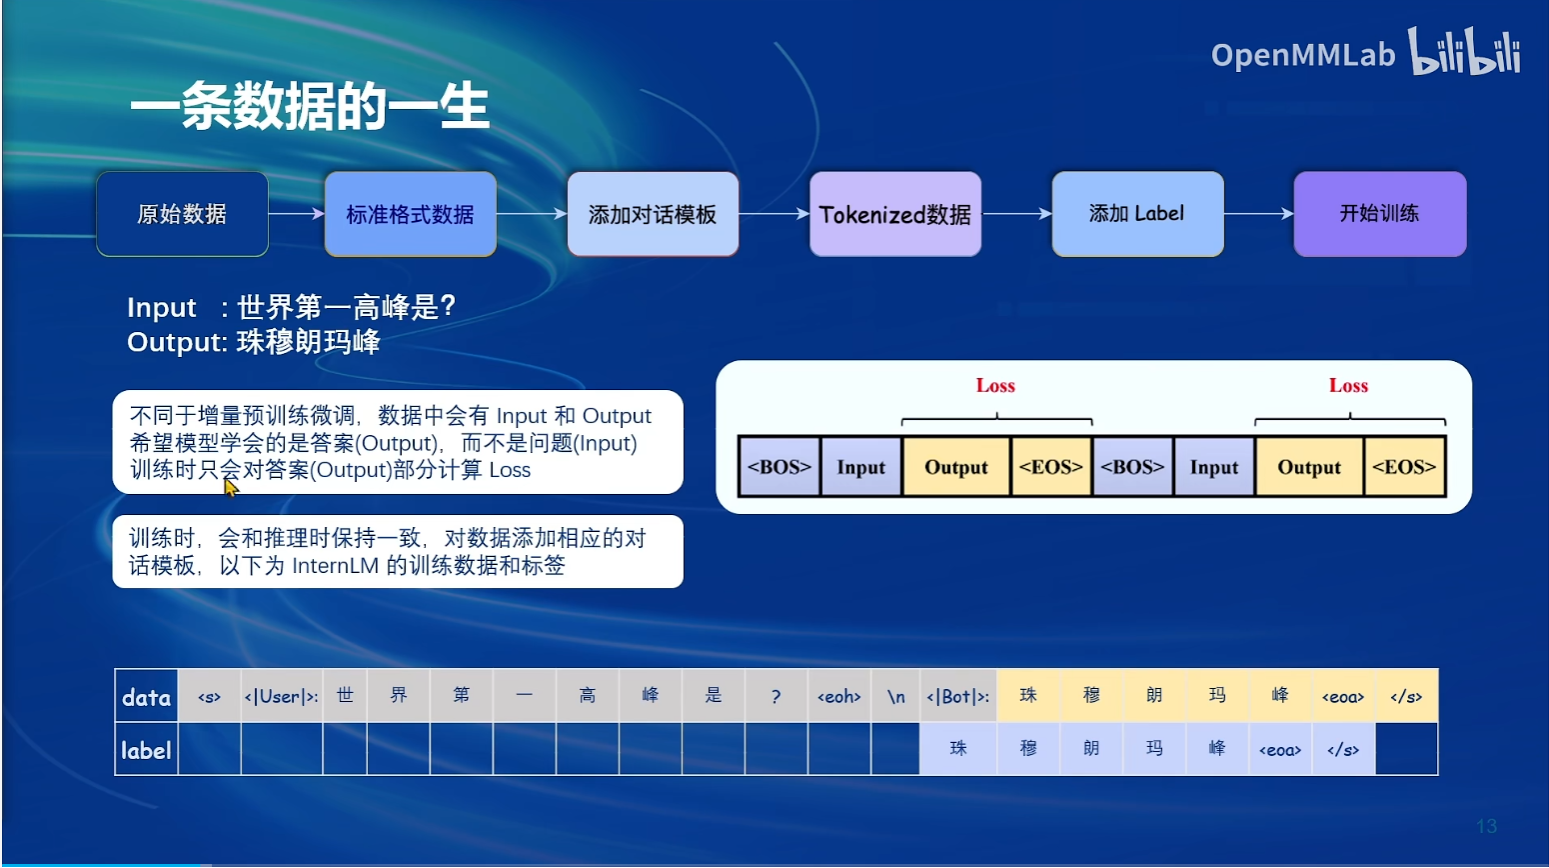 OpenMMLab bilibili
一条数据的一生
原始数据 标准格式数据 添加对话模板 Tokenized数据 添加 Label 开始训练
Input : 世界第一高峰是?
Output: 珠穆朗玛峰
不同于增量预训练微调,数据中会有 Input 和 Output
希望模型学会的是答案(Output),而不是问题(Input)
训练时只会对答案(Output)部分计算 Loss
Loss Loss
<BOS> Input Output <EOS> <BOS> Input Output <EOS>
训练时,会和推理时保持一致,对数据添加相应的对
话模板,以下为 InternLM 的训练数据和标签
data <s> <|User|>: 世 界 第 一 高 峰 是 ? <eoh> \n <|Bot|>: 珠 穆 朗 玛 峰 <eoa> </s>
label 珠 穆 朗 玛 峰 <eoa> </s>
13